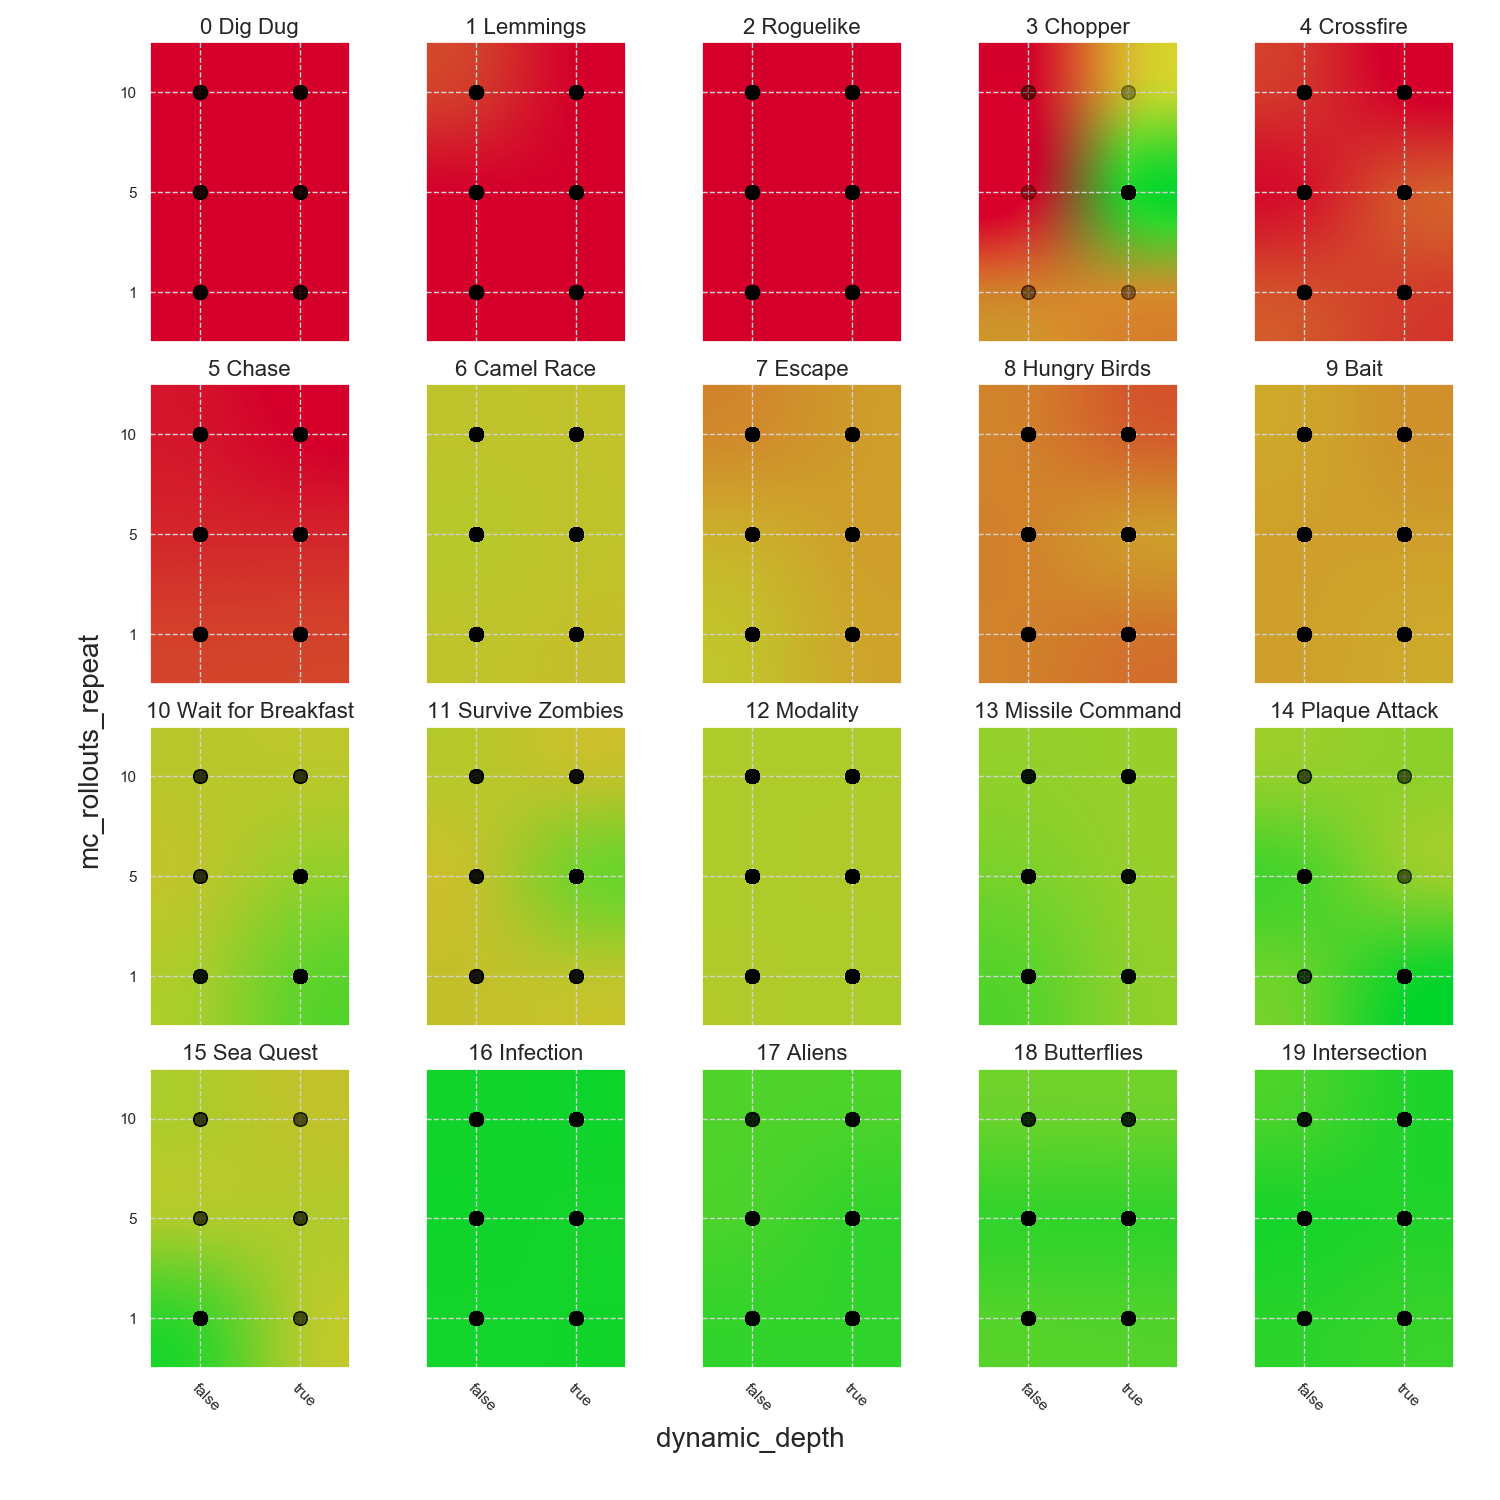 0 Dig Dug
1 Lemmings
2 Roguelike
3 Chopper
4 Crossfire
10
5
1
5 Chase
6 Camel Race
7 Escape
8 Hungry Birds
9 Bait
10
5
1
mc_rollouts_repeat
10 Wait for Breakfast
11 Survive Zombies
12 Modality
13 Missile Command
14 Plaque Attack
10
5
1
15 Sea Quest
16 Infection
17 Aliens
18 Butterflies
19 Intersection
10
5
1
false
true
false
true
false
true
false
true
false
true
dynamic_depth